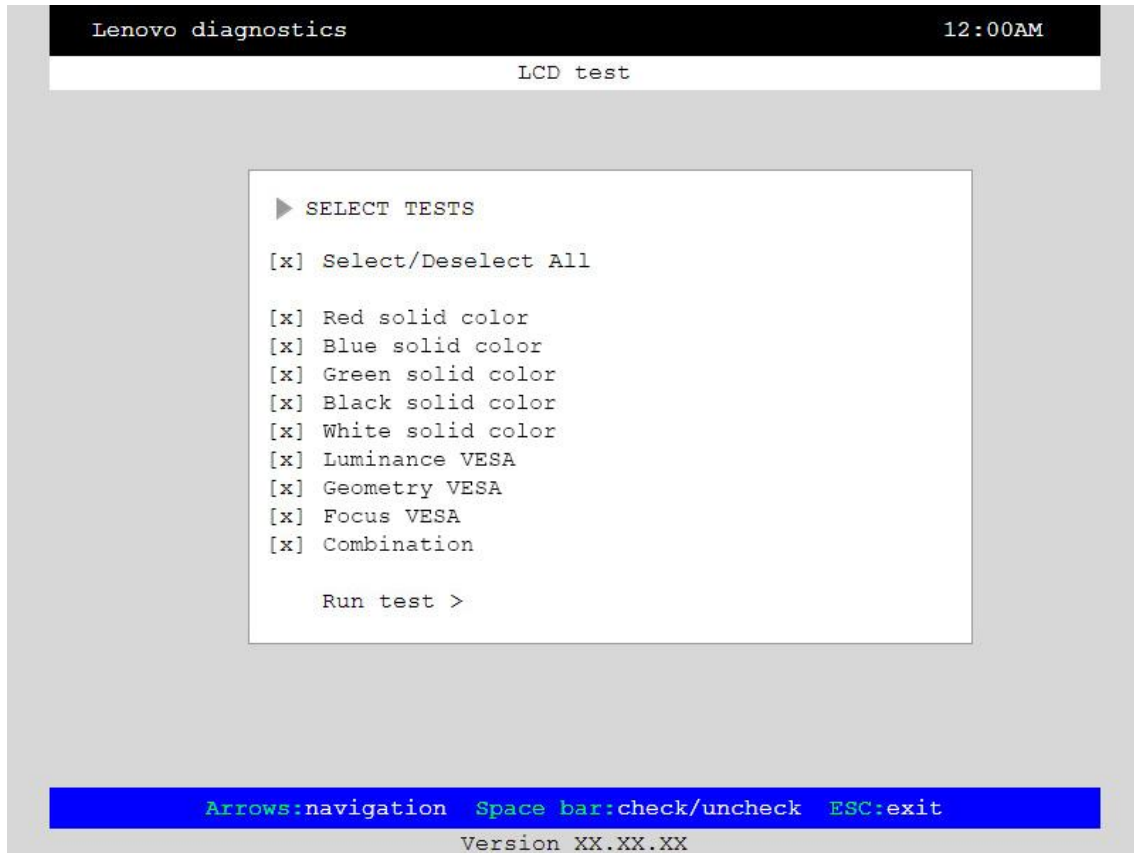 Lenovo diagnostics 12:00AM
LCD test
SELECT TESTS
[x] Select/Deselect All
[x] Red solid color
[x] Blue solid color
[x] Green solid color
[x] Black solid color
[x] White solid color
[x] Luminance VESA
[x] Geometry VESA
[x] Focus VESA
[x] Combination
Run test >
Arrows:navigation Space bar:check/uncheck ESC:exit
Version XX.XX.XX